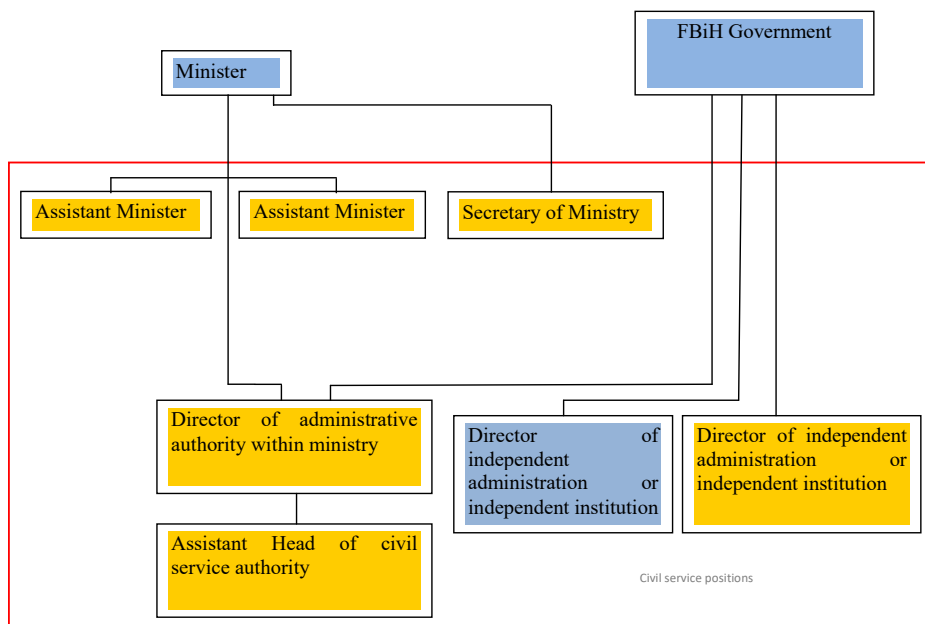 FBiH Government
Minister
Assistant Minister
Assistant Minister
Secretary of Ministry
Director of administrative
authority within ministry
Director of
independent
administration or
independent institution
Director of independent
administration or
independent institution
Assistant Head of civil
service authority
Civil service positions